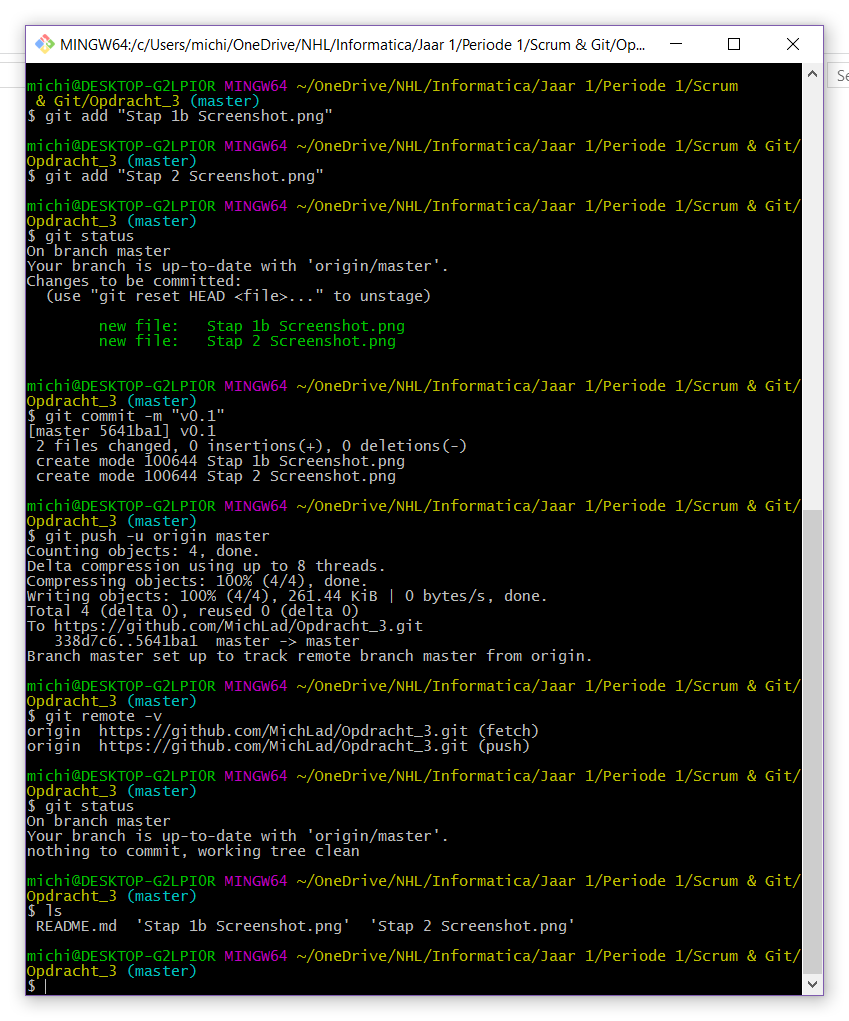 MINGW64:/c/Users/michi/OneDrive/NHL/Informatica/Jaar 1/Periode 1/Scrum & Git/Op...
Se
michi@DESKTOP-G2LPI0R MINGW64 ~/OneDrive/NHL/Informatica/Jaar 1/Periode 1/Scrum
 & Git/Opdracht_3 (master)
$ git add "Stap 1b Screenshot.png"
michi@DESKTOP-G2LPI0R MINGW64 ~/OneDrive/NHL/Informatica/Jaar 1/Periode 1/Scrum & Git/
Opdracht_3 (master)
$ git add "Stap 2 Screenshot.png"
michi@DESKTOP-G2LPI0R MINGW64 ~/OneDrive/NHL/Informatica/Jaar 1/Periode 1/Scrum & Git/
Opdracht_3 (master)
$ git status
On branch master
Your branch is up-to-date with 'origin/master'.
Changes to be committed:
  (use "git reset HEAD <file>..." to unstage)
        new file:   Stap 1b Screenshot.png
        new file:   Stap 2 Screenshot.png
michi@DESKTOP-G2LPI0R MINGW64 ~/OneDrive/NHL/Informatica/Jaar 1/Periode 1/Scrum & Git/
Opdracht_3 (master)
$ git commit -m "v0.1"
[master 5641ba1] v0.1
 2 files changed, 0 insertions(+), 0 deletions(-)
 create mode 100644 Stap 1b Screenshot.png
 create mode 100644 Stap 2 Screenshot.png
michi@DESKTOP-G2LPI0R MINGW64 ~/OneDrive/NHL/Informatica/Jaar 1/Periode 1/Scrum & Git/
Opdracht_3 (master)
$ git push -u origin master
Counting objects: 4, done.
Delta compression using up to 8 threads.
Compressing objects: 100% (4/4), done.
Writing objects: 100% (4/4), 261.44 KiB | 0 bytes/s, done.
Total 4 (delta 0), reused 0 (delta 0)
To https://github.com/MichLad/Opdracht_3.git
   338d7c6..5641ba1  master -> master
Branch master set up to track remote branch master from origin.
michi@DESKTOP-G2LPI0R MINGW64 ~/OneDrive/NHL/Informatica/Jaar 1/Periode 1/Scrum & Git/
Opdracht_3 (master)
$ git remote -v
origin  https://github.com/MichLad/Opdracht_3.git (fetch)
origin  https://github.com/MichLad/Opdracht_3.git (push)
michi@DESKTOP-G2LPI0R MINGW64 ~/OneDrive/NHL/Informatica/Jaar 1/Periode 1/Scrum & Git/
Opdracht_3 (master)
$ git status
On branch master
Your branch is up-to-date with 'origin/master'.
nothing to commit, working tree clean
michi@DESKTOP-G2LPI0R MINGW64 ~/OneDrive/NHL/Informatica/Jaar 1/Periode 1/Scrum & Git/
Opdracht_3 (master)
$ ls
 README.md  'Stap 1b Screenshot.png'  'Stap 2 Screenshot.png'
michi@DESKTOP-G2LPI0R MINGW64 ~/OneDrive/NHL/Informatica/Jaar 1/Periode 1/Scrum & Git/
Opdracht_3 (master)
$